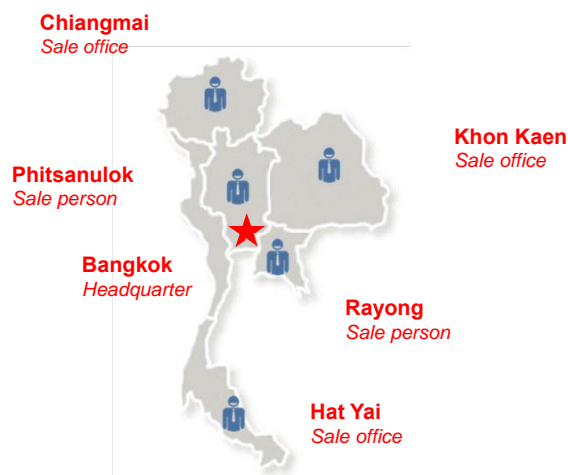 Chiangmai
Sale office
Khon Kaen
Sale office
Phitsanulok
Sale person
Bangkok
Headquarter
Rayong
Sale person
Hat Yai
Sale office